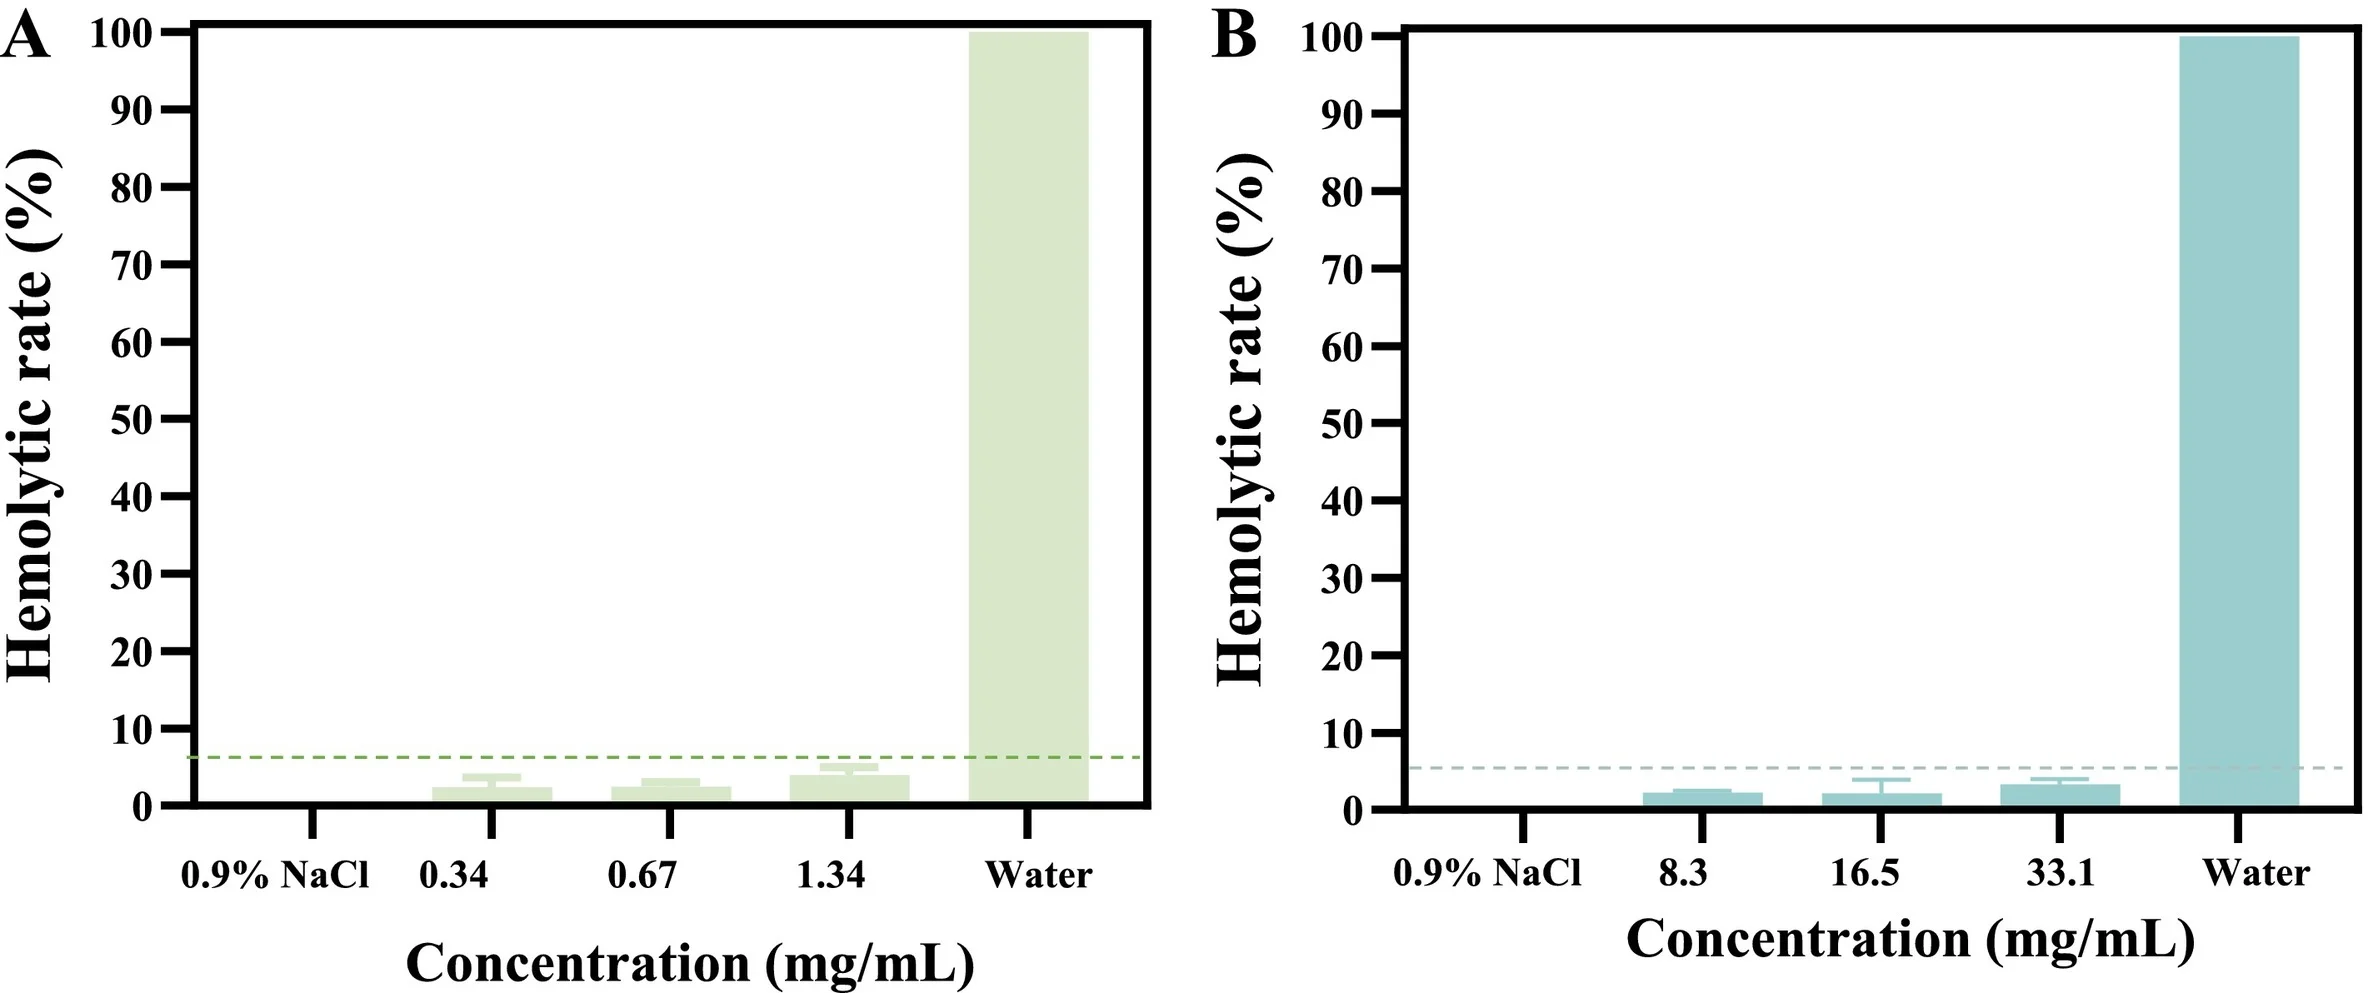 A
Hemolytic rate (%)
100
90
80
70
60
50
40
30
20
10
0
0.9% NaCl 0.34 0.67 1.34 Water
Concentration (mg/mL)
B
Hemolytic rate (%)
100
90
80
70
60
50
40
30
20
10
0
0.9% NaCl 8.3 16.5 33.1 Water
Concentration (mg/mL)